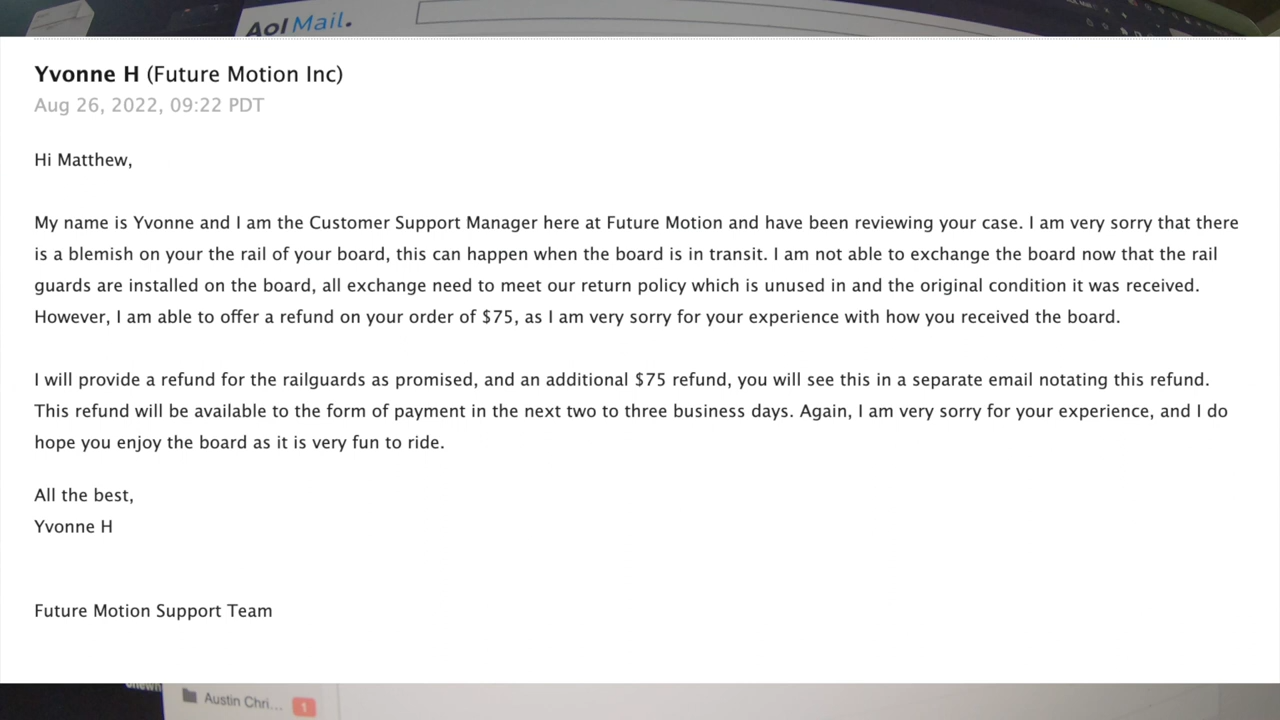 Aol Mail.
Yvonne H (Future Motion Inc)
Aug 26, 2022, 09:22 PDT
Hi Matthew,
My name is Yvonne and I am the Customer Support Manager here at Future Motion and have been reviewing your case. I am very sorry that there
is a blemish on your the rail of your board, this can happen when the board is in transit. I am not able to exchange the board now that the rail
guards are installed on the board, all exchange need to meet our return policy which is unused in and the original condition it was received.
However, I am able to offer a refund on your order of $75, as I am very sorry for your experience with how you received the board.
I will provide a refund for the railguards as promised, and an additional $75 refund, you will see this in a separate email notating this refund.
This refund will be available to the form of payment in the next two to three business days. Again, I am very sorry for your experience, and I do
hope you enjoy the board as it is very fun to ride.
All the best,
Yvonne H
Future Motion Support Team
Austin Chri... 1